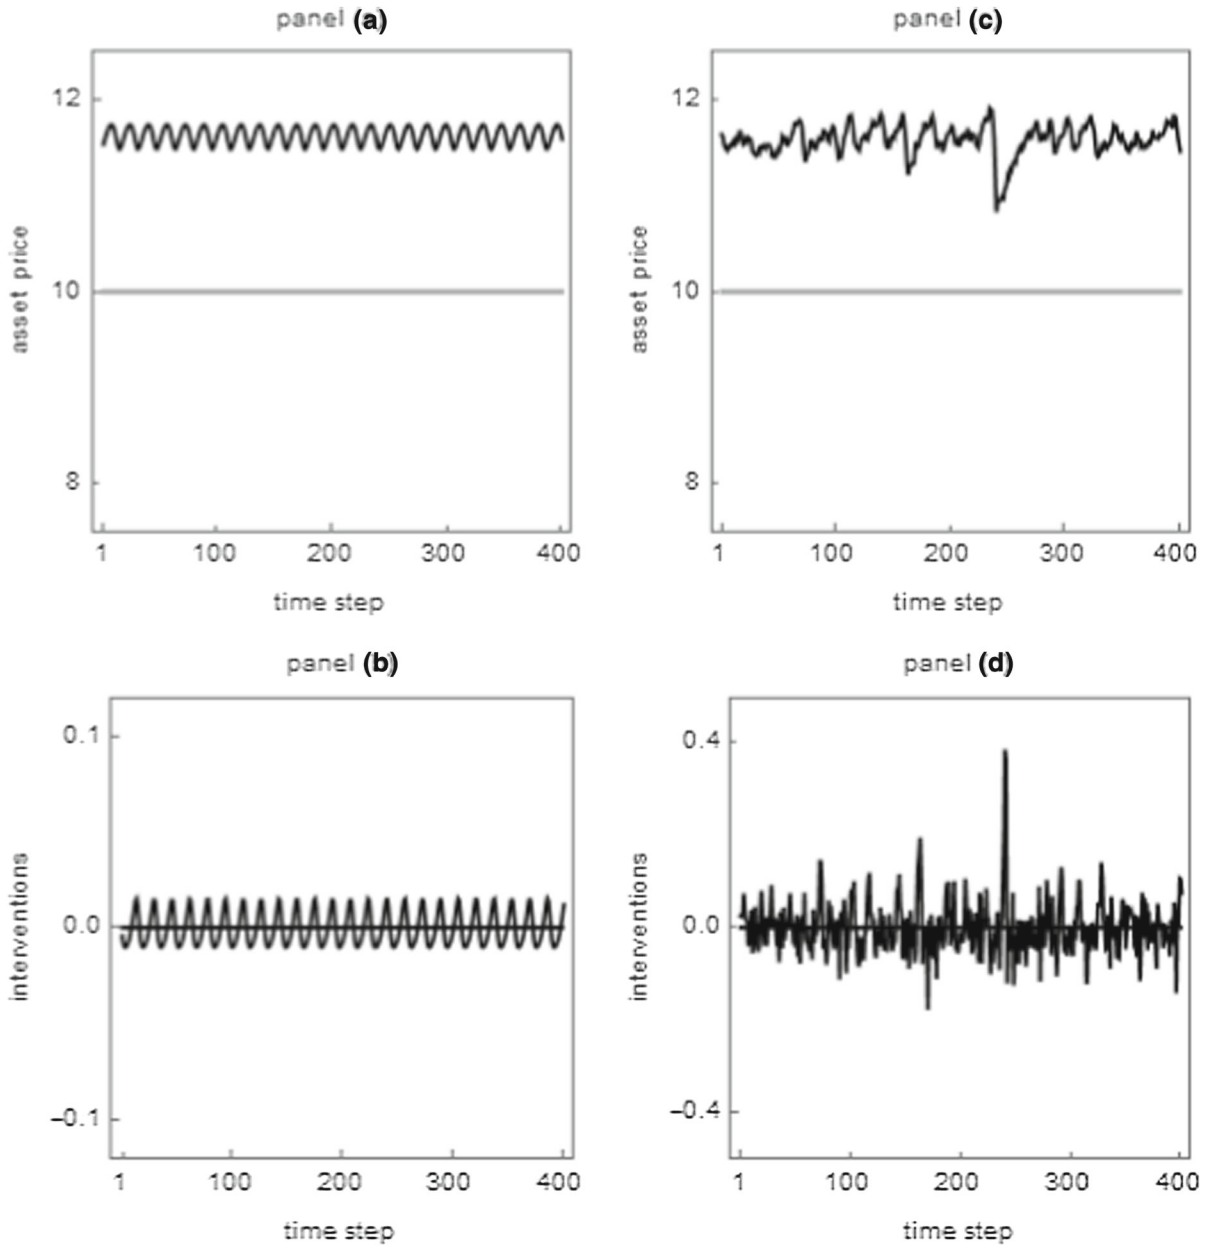 panel (a)
12
10
8
asset price
1 100 200 300 400
time step
panel (c)
12
10
8
asset price
1 100 200 300 400
time step
panel (b)
0.1
0.0
−0.1
interventions
1 100 200 300 400
time step
panel (d)
0.4
0.0
−0.4
interventions
1 100 200 300 400
time step